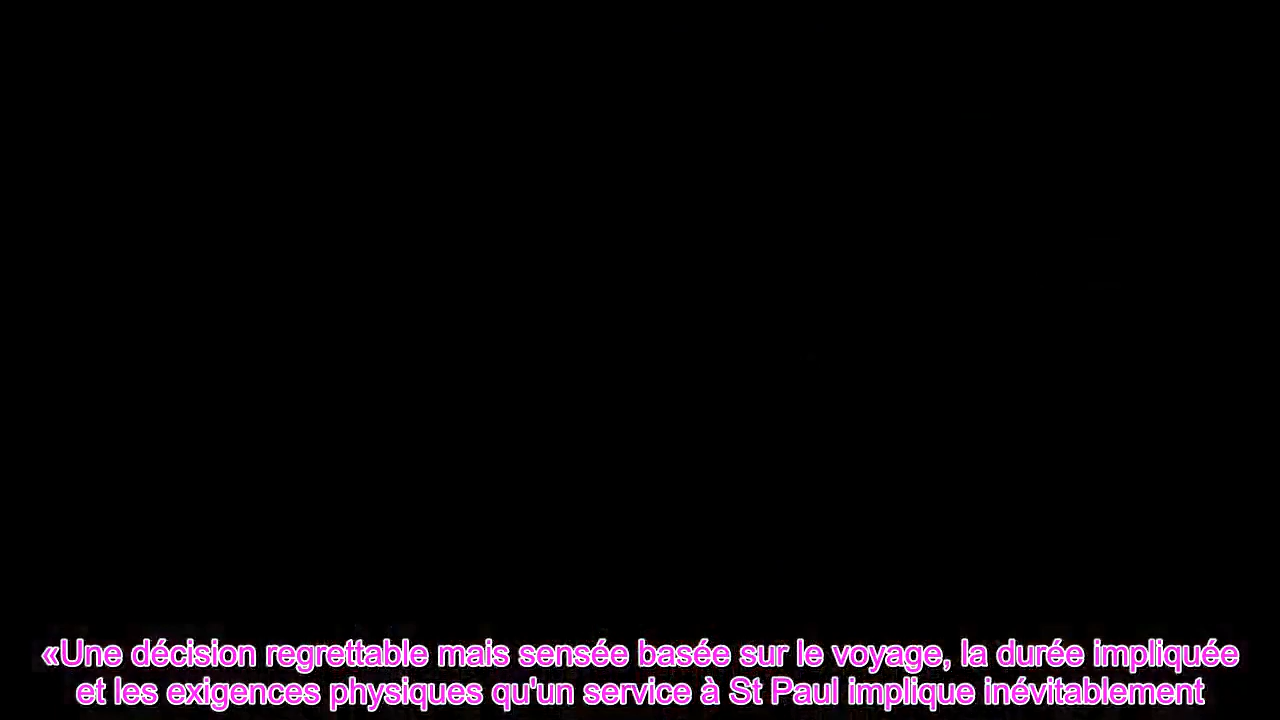 «Une décision regrettable mais sensée basée sur le voyage, la durée impliquée
et les exigences physiques qu'un service à St Paul implique inévitablement